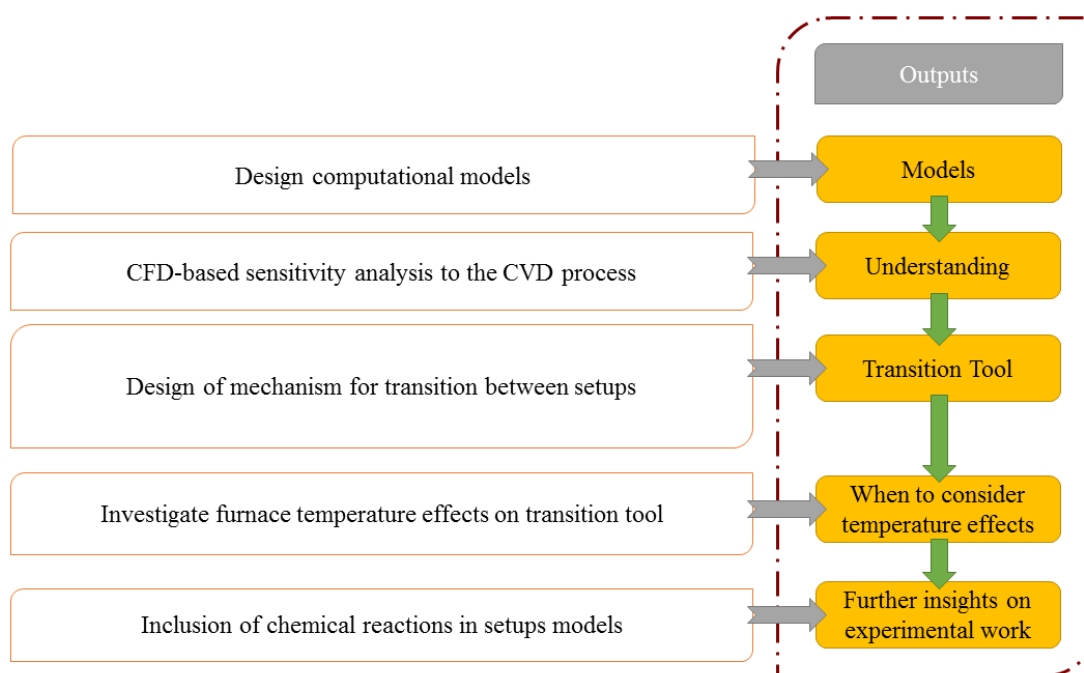 Outputs
Design computational models
Models
CFD-based sensitivity analysis to the CVD process
Understanding
Design of mechanism for transition between setups
Transition Tool
Investigate furnace temperature effects on transition tool
When to consider
temperature effects
Inclusion of chemical reactions in setups models
Further insights on
experimental work